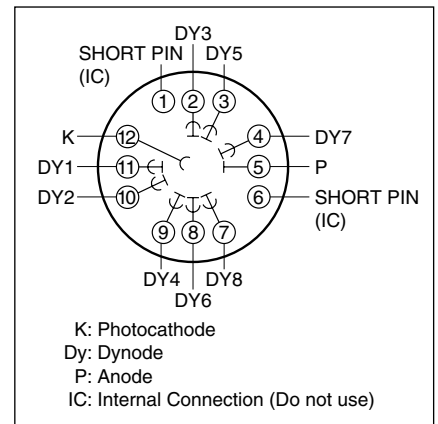 DY3
SHORT PIN
(IC)
DY5
1
2
3
K
12
4
DY7
DY1
11
5
P
DY2
10
6
SHORT PIN
(IC)
9
8
7
DY4
DY8
DY6
K: Photocathode
Dy: Dynode
P: Anode
IC: Internal Connection (Do not use)